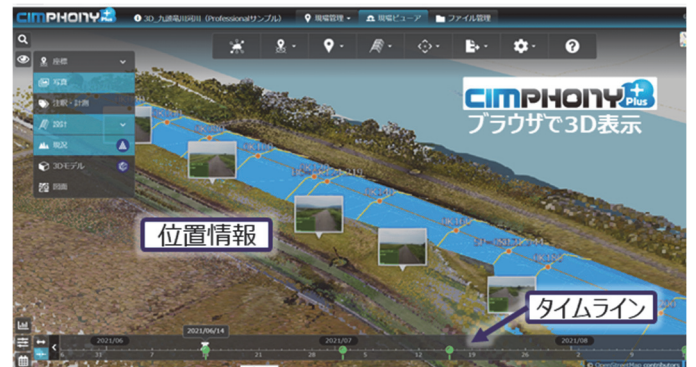 CIMPHONY Plus
3D_九頭竜川河川 (Professionalサンプル)
現場管理
現場ビューア
ファイル管理
座標
写真
注釈・計測
設計
現況
3Dモデル
図面
CIMPHONY Plus
ブラウザで3D表示
位置情報
タイムライン
2021/06/14
2021/06
2021/07
2021/08
31
7
21
28
5
12
19
26
2
9
© OpenStreetMap contributors